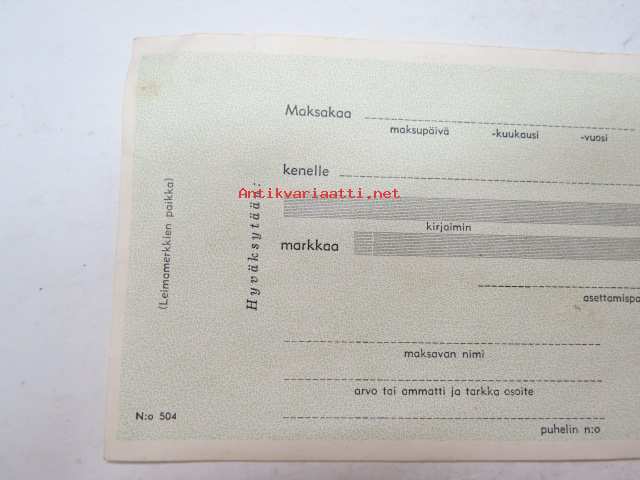 Maksakaa
maksupäivä -kuukausi -vuosi
kenelle
Antikvariaatti.net
kirjaimin
markkaa
asettamispa
maksavan nimi
arvo tai ammatti ja tarkka osoite
puhelin n:o
N:o 504
(Leimamerkkien paikka)
Hyväksytään: